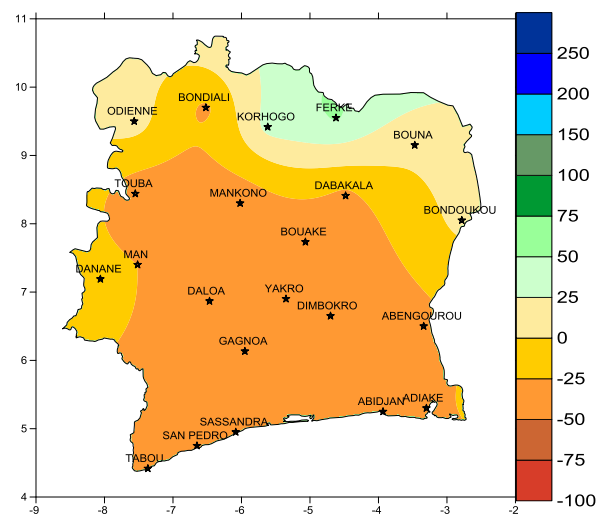 11
10
9
8
7
6
5
4
-9 -8 -7 -6 -5 -4 -3 -2
BONDIALI
ODIENNE
FERKE
KORHOGO
BOUNA
TOUBA
MANKONO
DABAKALA
BONDOUKOU
BOUAKE
MAN
DANANE
DALOA
YAKRO
DIMBOKRO
ABENGOUROU
GAGNOA
ABIDJAN
ADIAKE
SASSANDRA
SAN PEDRO
TABOU
250
200
150
100
75
50
25
0
-25
-50
-75
-100